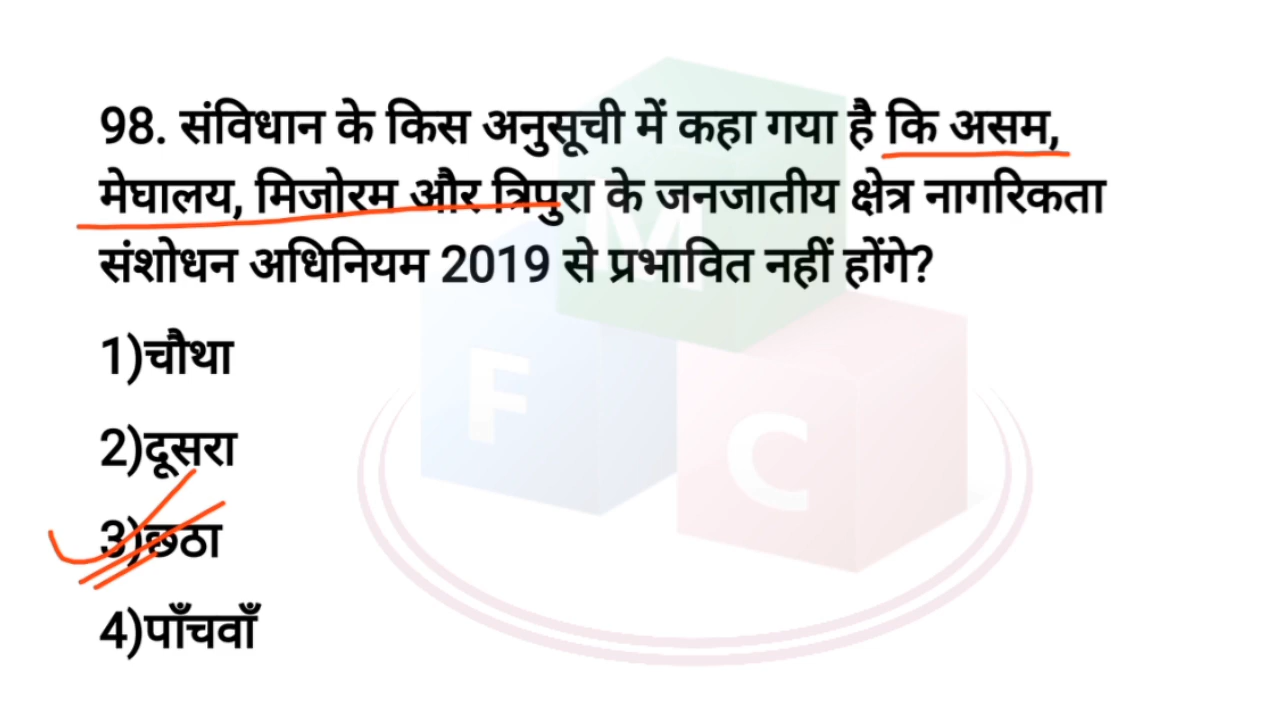 98. संविधान के किस अनुसूची में कहा गया है कि असम,
मेघालय, मिजोरम और त्रिपुरा के जनजातीय क्षेत्र नागरिकता
संशोधन अधिनियम 2019 से प्रभावित नहीं होंगे?
1)चौथा
2)दूसरा
3)छठा
4)पाँचवाँ
M
F
C